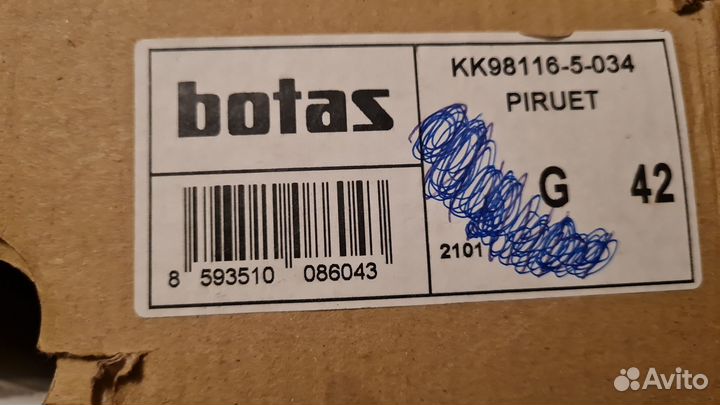 botas
KK98116-5-034
PIRUET
G 42
2101
8 593510 086043
Avito